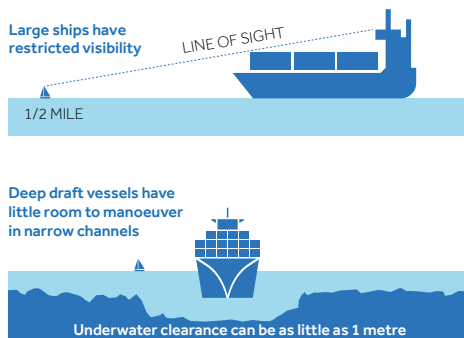 Large ships have
restricted visibility
LINE OF SIGHT
1/2 MILE
Deep draft vessels have
little room to manoeuver
in narrow channels
Underwater clearance can be as little as 1 metre